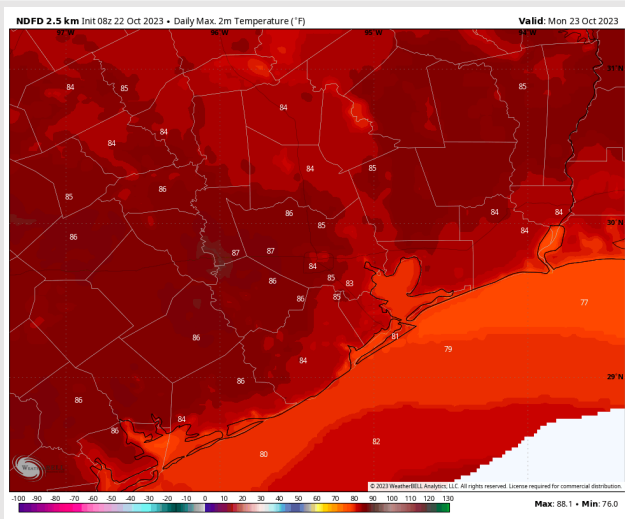 NDFD 2.5 km Init 08z 22 Oct 2023 • Daily Max. 2m Temperature (°F) Valid: Mon 23 Oct 2023
97°W 96°W 95°W 94°W
31°N
84 85 85
84
84
84
84 85
86
85
86 84 84
85 84
86
87 87
84
86 85 83
86 85
77
81
86 79
84
86
86
84
86
82
80
30°N
29°N
© 2023 WeatherBELL Analytics, LLC. All rights reserved. License required for commercial distribution.
-100 -90 -80 -70 -60 -50 -40 -30 -20 -10 0 10 20 30 40 50 60 70 80 90 100 110 120 130
Max: 88.1 • Min: 76.0